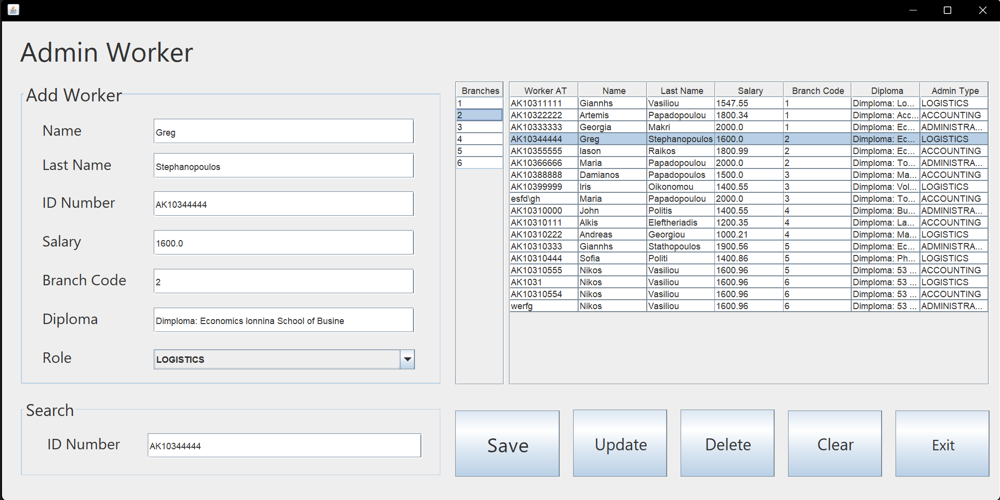 Admin Worker
Add Worker
Name Greg
Last Name Stephanopoulos
ID Number AK10344444
Salary 1600.0
Branch Code 2
Diploma Dimploma: Economics Ionnina School of Busine
Role LOGISTICS
Search
ID Number AK10344444
Branches
1
2
3
4
5
6
Worker AT Name Last Name Salary Branch Code Diploma Admin Type
AK10311111 Giannhs Vasiliou 1547.55 1 Dimploma: Lo... LOGISTICS
AK10322222 Artemis Papadopoulou 1800.34 1 Dimploma: Acc... ACCOUNTING
AK10333333 Georgia Makri 2000.0 1 Dimploma: Ec... ADMINISTRA...
AK10344444 Greg Stephanopoulos 1600.0 2 Dimploma: Ec... LOGISTICS
AK10355555 Iason Raikos 1800.99 2 Dimploma: Ec... ACCOUNTING
AK10366666 Maria Papadopoulou 2000.0 2 Dimploma: To... ADMINISTRA...
AK10388888 Damianos Papadopoulos 1500.0 3 Dimploma: Ma... ACCOUNTING
AK10399999 Iris Oikonomou 1400.55 3 Dimploma: Vol... LOGISTICS
esfd\gh Maria Papadopoulou 2000.0 3 Dimploma: To... ACCOUNTING
AK10310000 John Politis 1400.55 4 Dimploma: Bu... ADMINISTRA...
AK10310111 Alkis Eleftheriadis 1200.35 4 Dimploma: La... ACCOUNTING
AK10310222 Andreas Georgiou 1000.21 4 Dimploma: Ma... LOGISTICS
AK10310333 Giannhs Stathopoulos 1900.56 5 Dimploma: Ec... ADMINISTRA...
AK10310444 Sofia Politi 1400.86 5 Dimploma: Ph... LOGISTICS
AK10310555 Nikos Vasiliou 1600.96 5 Dimploma: 53 ... ACCOUNTING
AK1031 Nikos Vasiliou 1600.96 6 Dimploma: 53 ... LOGISTICS
AK10310554 Nikos Vasiliou 1600.96 6 Dimploma: 53 ... ACCOUNTING
werfg Nikos Vasiliou 1600.96 6 Dimploma: 53 ... ADMINISTRA...
Save Update Delete Clear Exit